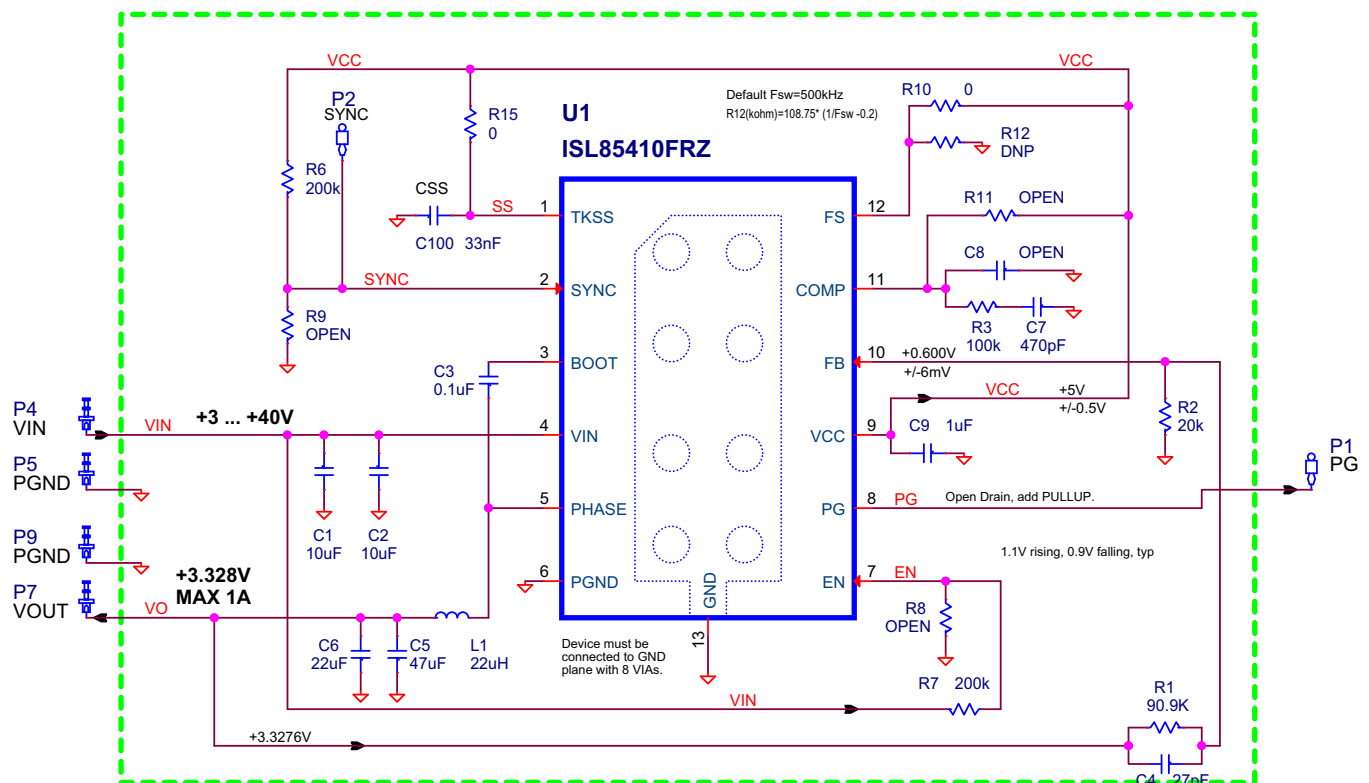 VCC
VCC
P2
SYNC
R15
0
U1
ISL85410FRZ
Default Fsw=500kHz
R12(kohm)=108.75* (1/Fsw -0.2)
R10 0
R12
DNP
R6
200k
CSS
C100 33nF
SS
1
TKSS
FS
12
R11 OPEN
C8 OPEN
SYNC
2
SYNC
COMP
11
R9
OPEN
R3
100k
C7
470pF
C3
0.1uF
3
BOOT
FB
10
+0.600V
+/-6mV
VCC
+5V
+/-0.5V
R2
20k
P4
VIN
VIN
+3 ... +40V
4
VIN
VCC
9
C9 1uF
P5
PGND
P1
PG
C1
10uF
C2
10uF
5
PHASE
PG
8
PG
Open Drain, add PULLUP.
P9
PGND
1.1V rising, 0.9V falling, typ
+3.328V
MAX 1A
6
PGND
GND
EN
7
EN
P7
VOUT
VO
R8
OPEN
C6
22uF
C5
47uF
L1
22uH
Device must be
connected to GND
plane with 8 VIAs.
13
R7 200k
VIN
R1
90.9K
+3.3276V
C4 27pF